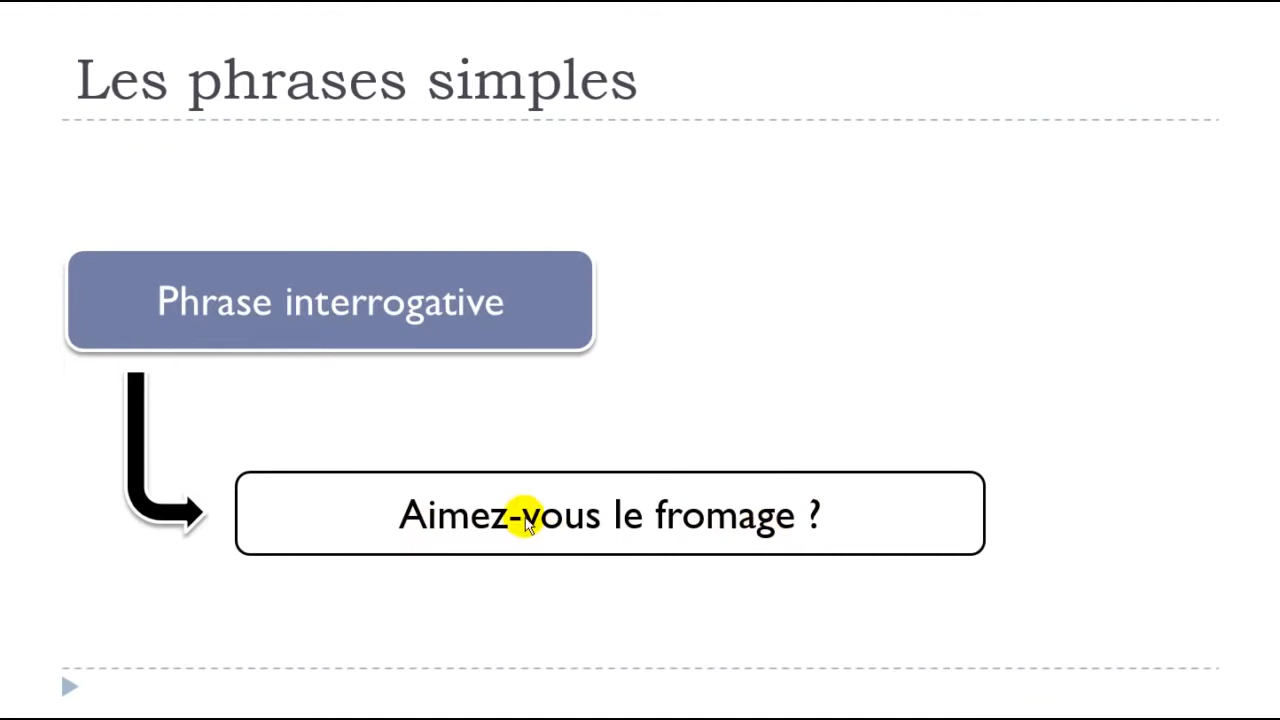 Les phrases simples
Phrase interrogative
Aimez-vous le fromage ?